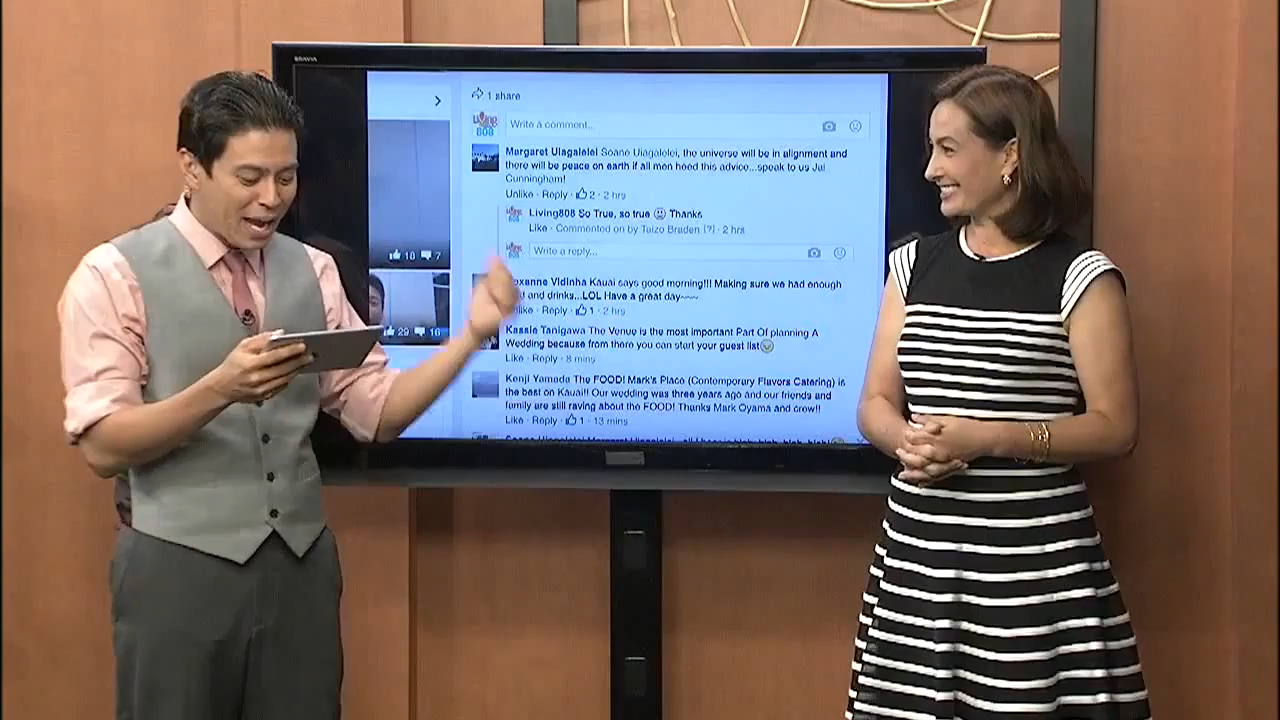 BRAVIA
1 share
Living 808
Write a comment...
Margaret Ulagalelei Soane Ulagalelei, the universe will be in alignment and
there will be peace on earth if all men heed this advice...speak to us Jai
Cunningham!
Unlike · Reply · 2 · 2 hrs
Living808 So True, so true Thanks
Like · Commented on by Taizo Braden [?] · 2 hrs
Write a reply...
18 7
oxanne Vidinha Kauai says good morning!!! Making sure we had enough
and drinks...LOL Have a great day~~~
Reply · 1 · 2 hrs
29 16
Kassie Tanigawa The Venue is the most important Part Of planning A
Wedding because from there you can start your guest list
Like · Reply · 8 mins
Kenji Yamada The FOOD! Mark's Place (Contemporary Flavors Catering) is
the best on Kauai!! Our wedding was three years ago and our friends and
family are still raving about the FOOD! Thanks Mark Oyama and crew!!
Like · Reply · 1 · 13 mins